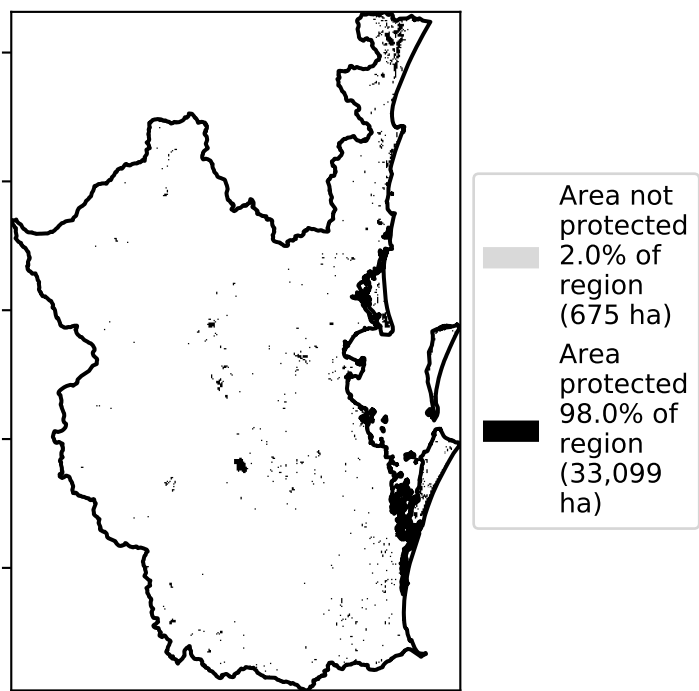 Area not
protected
2.0% of
region
(675 ha)
Area
protected
98.0% of
region
(33,099
ha)